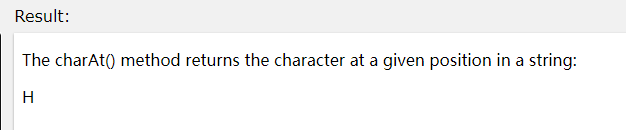 Result:
The charAt() method returns the character at a given position in a string:
H